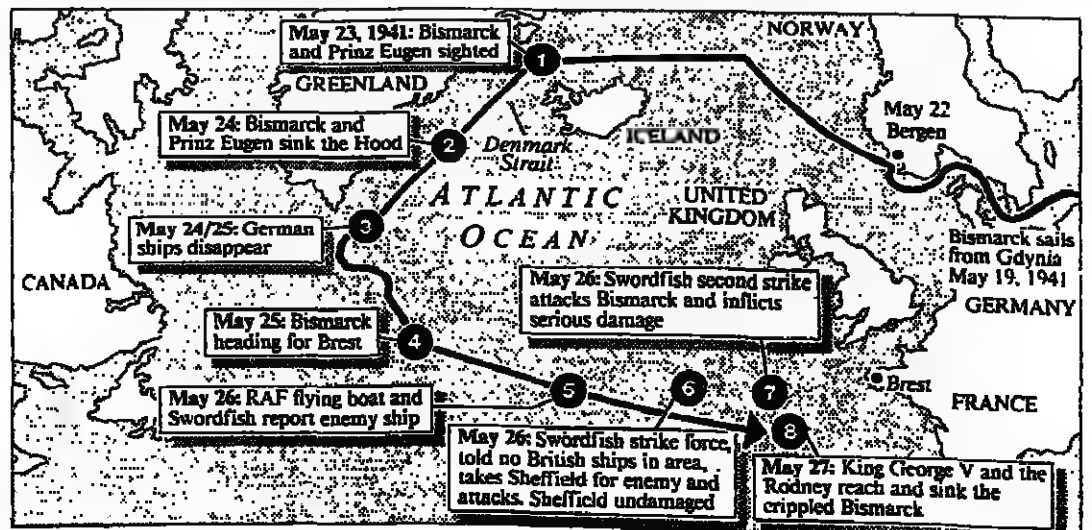 May 23, 1941: Bismarck
and Prinz Eugen sighted
1
NORWAY
GREENLAND
May 22
Bergen
May 24: Bismarck and
Prinz Eugen sink the Hood
2
Denmark
Strait
ICELAND
ATLANTIC
OCEAN
UNITED
KINGDOM
May 24/25: German
ships disappear
3
Bismarck sails
from Gdynia
May 19, 1941
CANADA
GERMANY
May 26: Swordfish second strike
attacks Bismarck and inflicts
serious damage
May 25: Bismarck
heading for Brest
4
5
6
7
8
Brest
FRANCE
May 26: RAF flying boat and
Swordfish report enemy ship
May 26: Swordfish strike force,
told no British ships in area,
takes Sheffield for enemy and
attacks. Sheffield undamaged
May 27: King George V and the
Rodney reach and sink the
crippled Bismarck